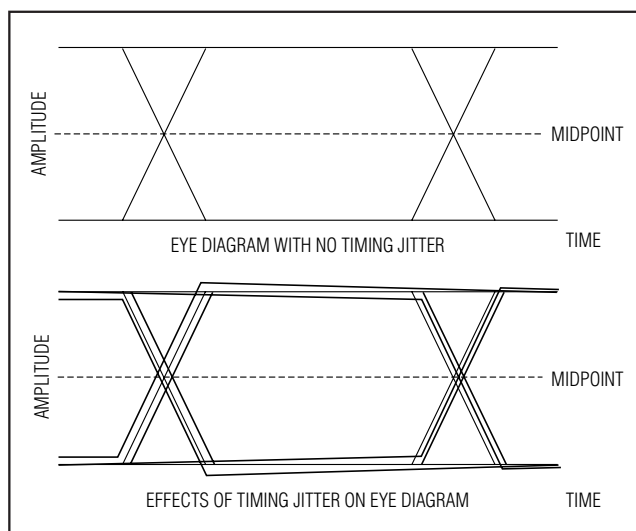 AMPLITUDE
MIDPOINT
EYE DIAGRAM WITH NO TIMING JITTER
TIME
AMPLITUDE
MIDPOINT
EFFECTS OF TIMING JITTER ON EYE DIAGRAM
TIME